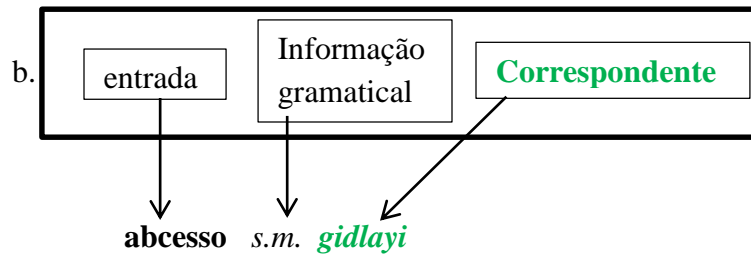 b.
entrada
Informação
gramatical
Correspondente
abcesso s.m. gidlayi